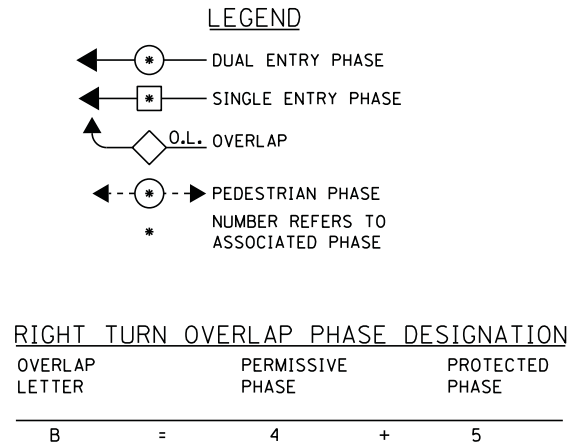 LEGEND
* DUAL ENTRY PHASE
* SINGLE ENTRY PHASE
O.L. OVERLAP
* PEDESTRIAN PHASE
* NUMBER REFERS TO
ASSOCIATED PHASE
RIGHT TURN OVERLAP PHASE DESIGNATION
OVERLAP PERMISSIVE PROTECTED
LETTER PHASE PHASE
B = 4 + 5